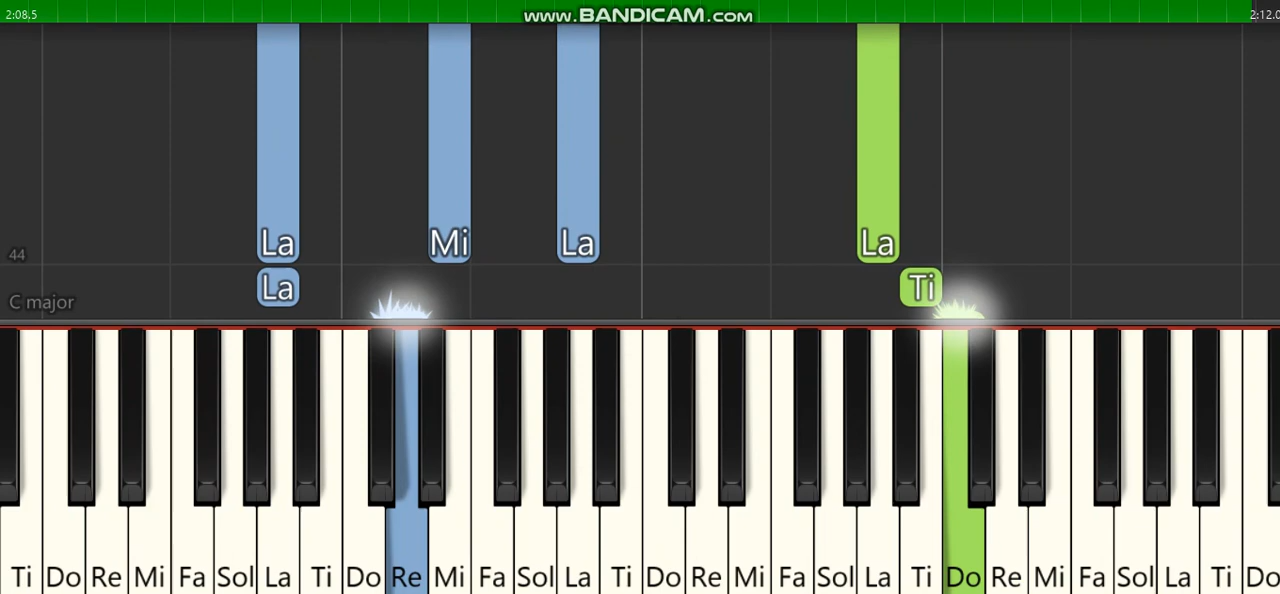 2:08,5 www.BANDICAM.com 2:12.0
La Mi La La
44
La Ti
C major
Ti Do Re Mi Fa Sol La Ti Do Re Mi Fa Sol La Ti Do Re Mi Fa Sol La Ti Do Re Mi Fa Sol La Ti Do